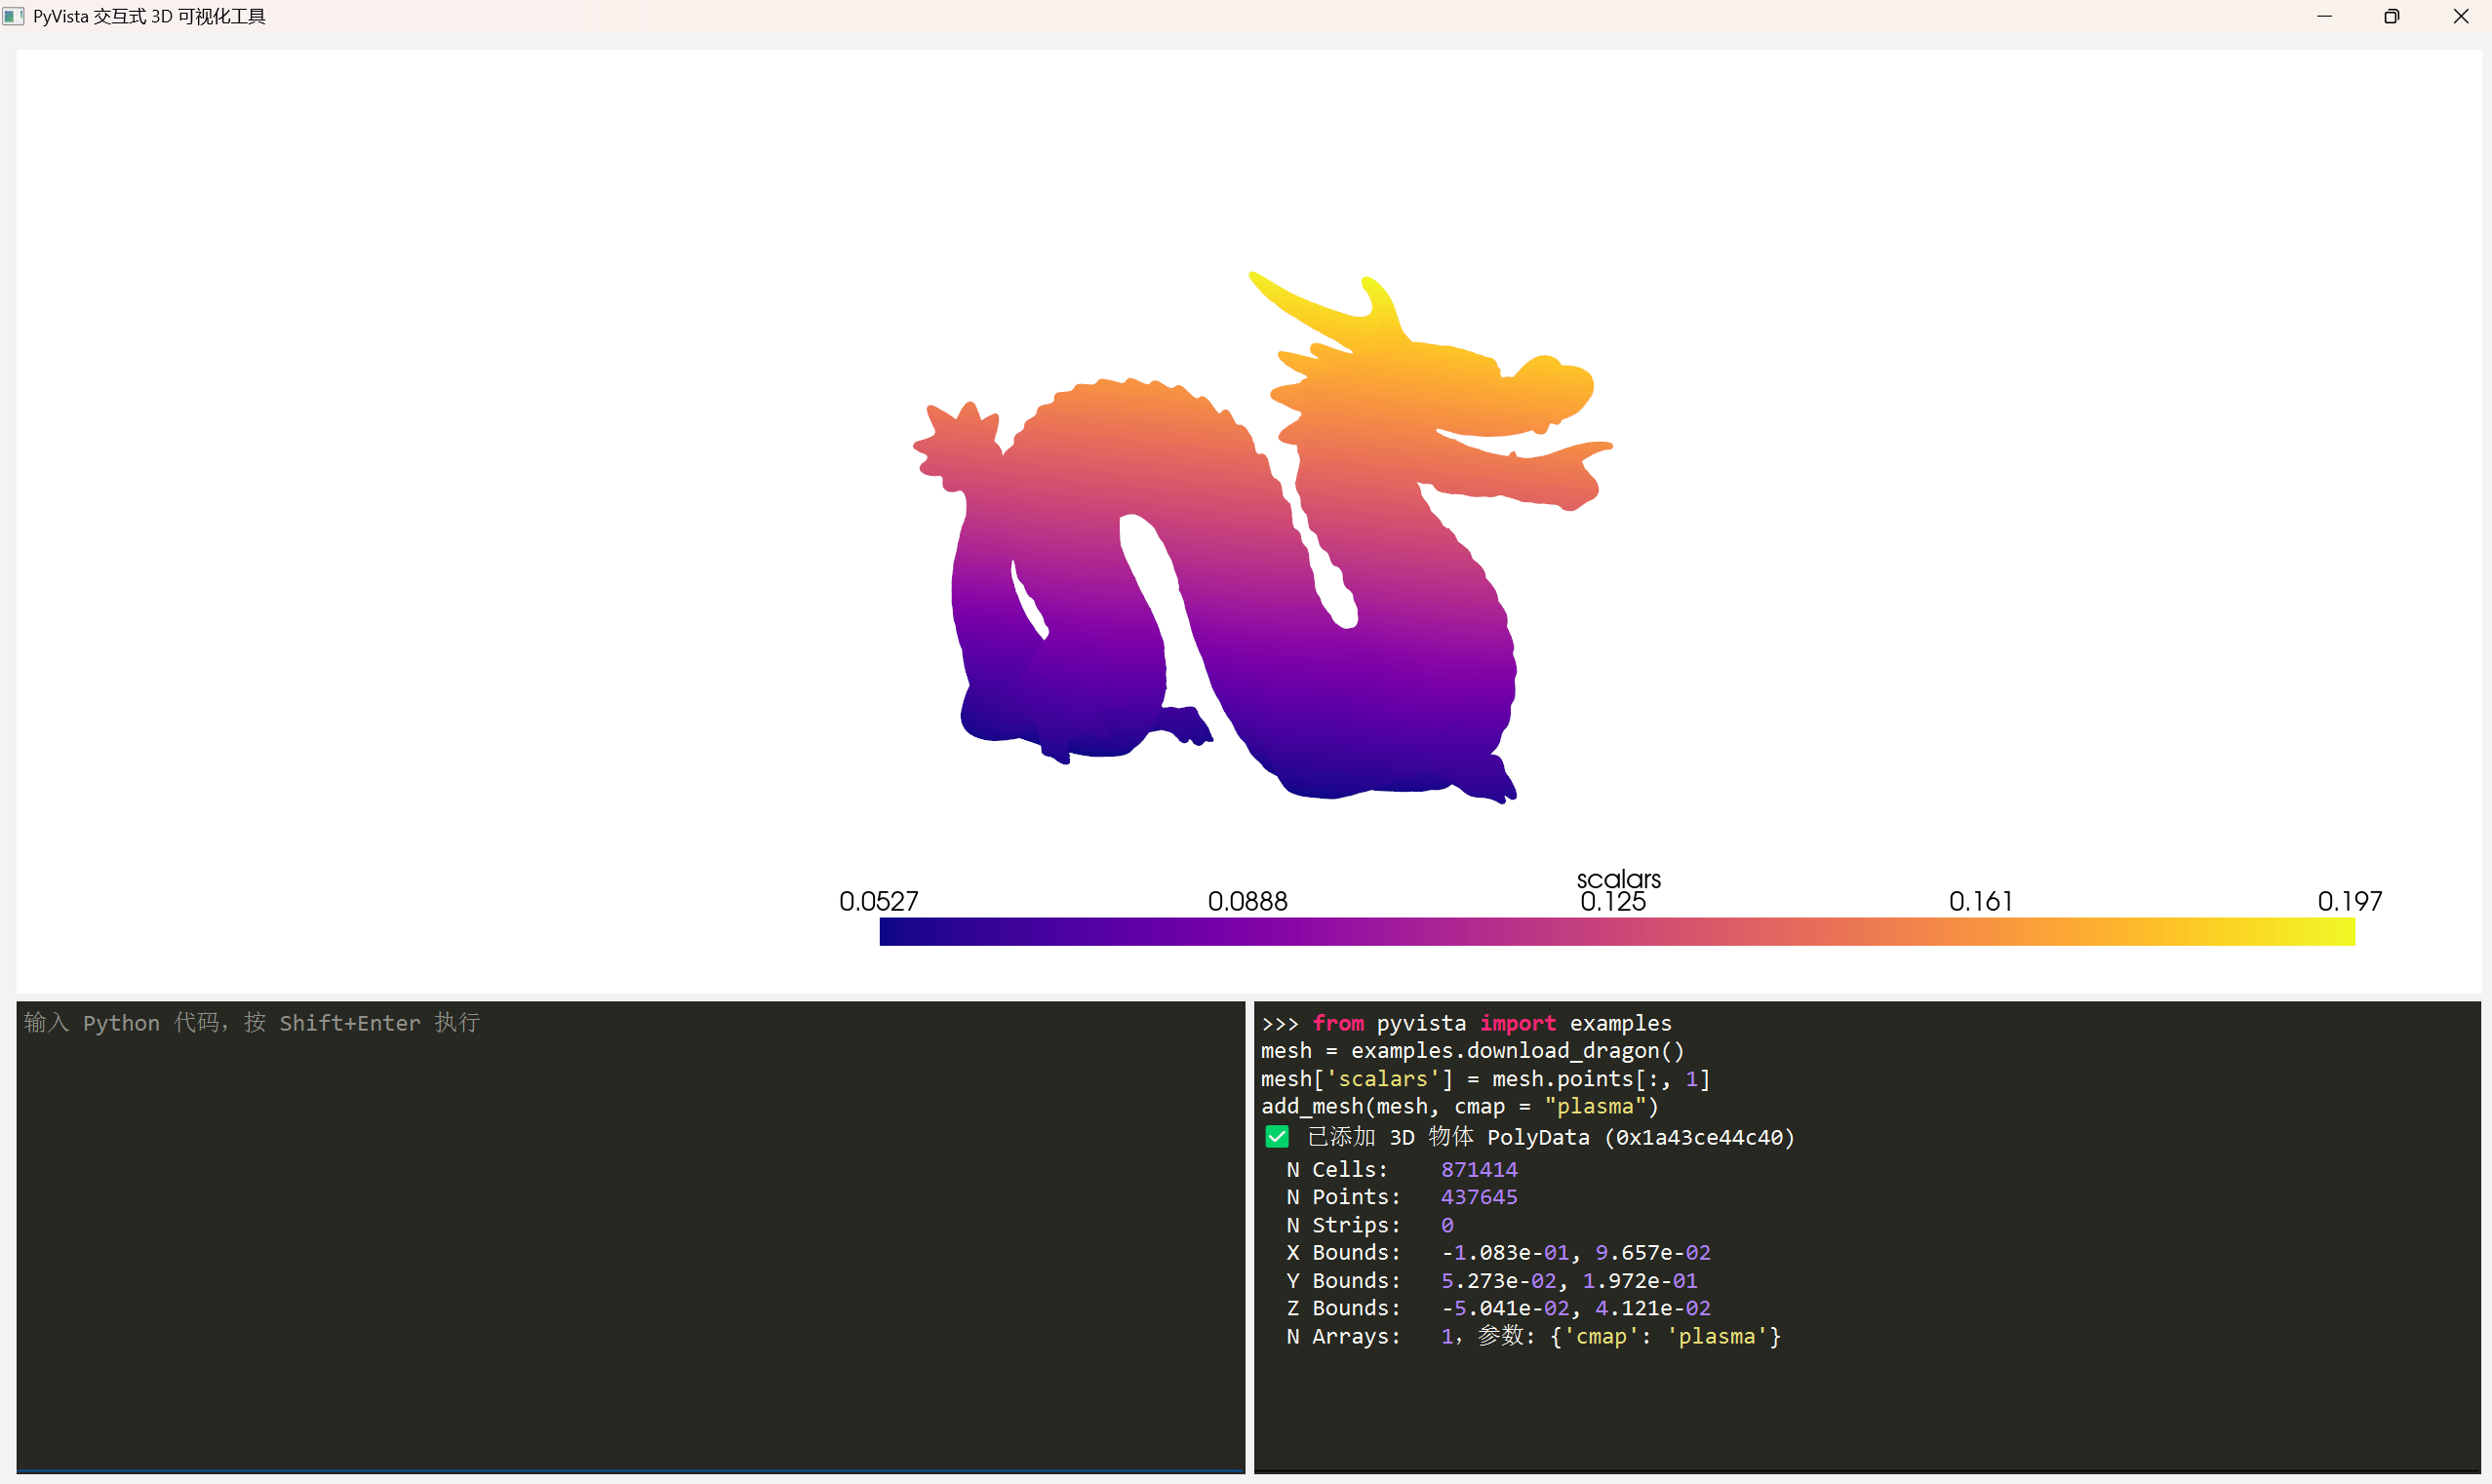 PyVista 交互式 3D 可视化工具
scalars
0.0527 0.0888 0.125 0.161 0.197
输入 Python 代码，按 Shift+Enter 执行
>>> from pyvista import examples
mesh = examples.download_dragon()
mesh['scalars'] = mesh.points[:, 1]
add_mesh(mesh, cmap = "plasma")
✅ 已添加 3D 物体 PolyData (0x1a43ce44c40)
N Cells: 871414
N Points: 437645
N Strips: 0
X Bounds: -1.083e-01, 9.657e-02
Y Bounds: 5.273e-02, 1.972e-01
Z Bounds: -5.041e-02, 4.121e-02
N Arrays: 1，参数: {'cmap': 'plasma'}